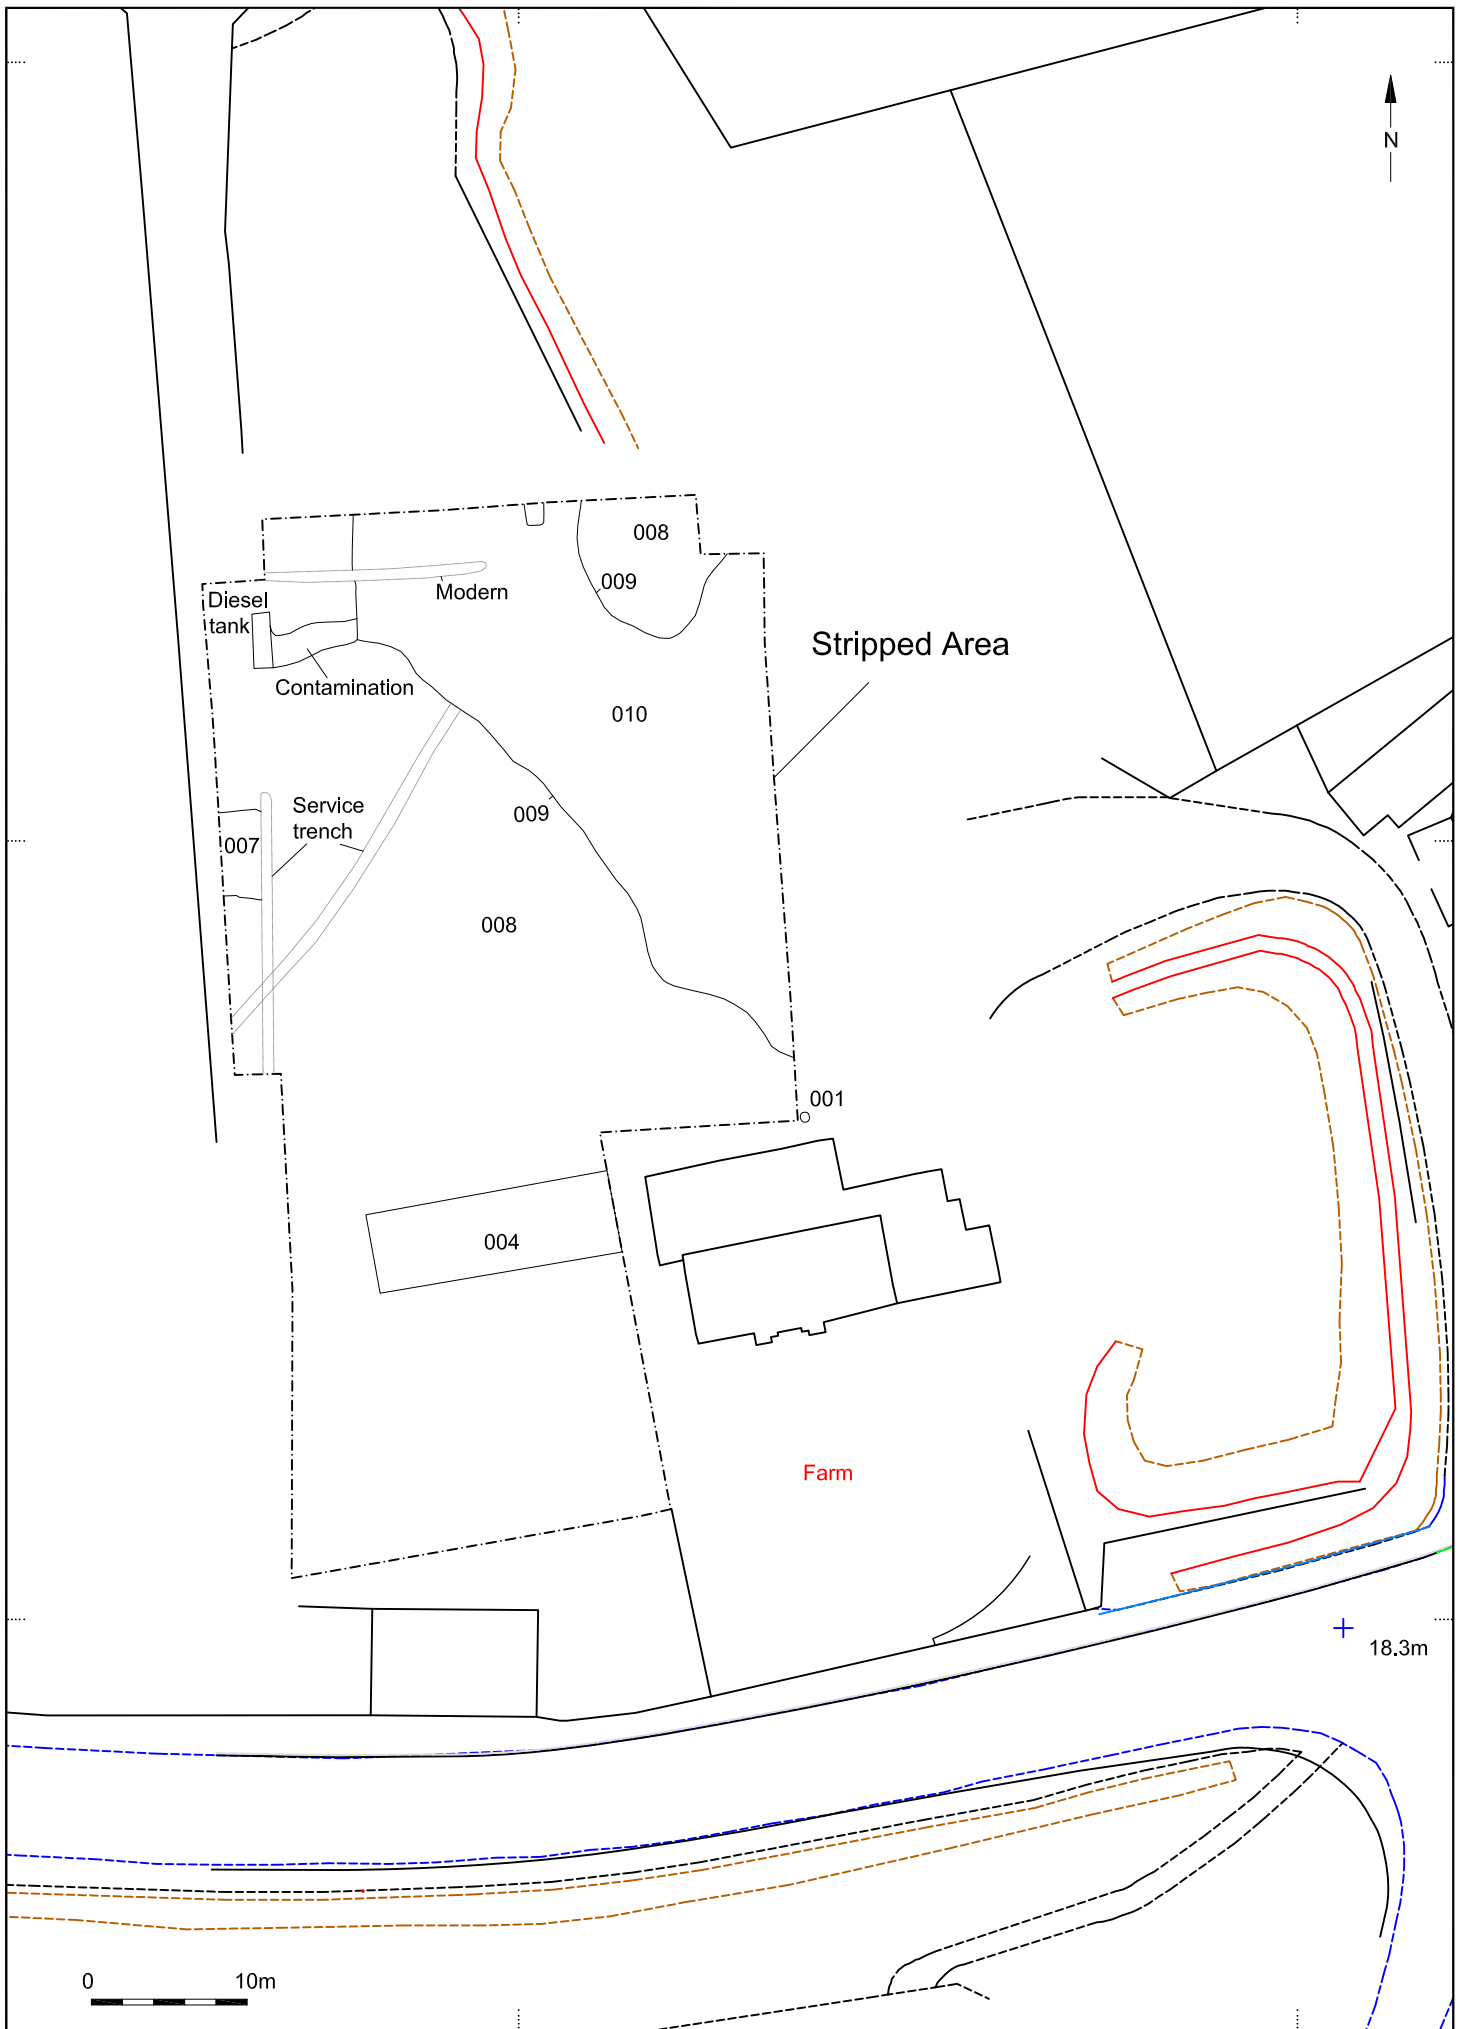 N
008
009
Diesel
tank
Modern
Stripped Area
Contamination
010
Service
trench
009
007
008
001
004
Farm
18.3m
0 10m